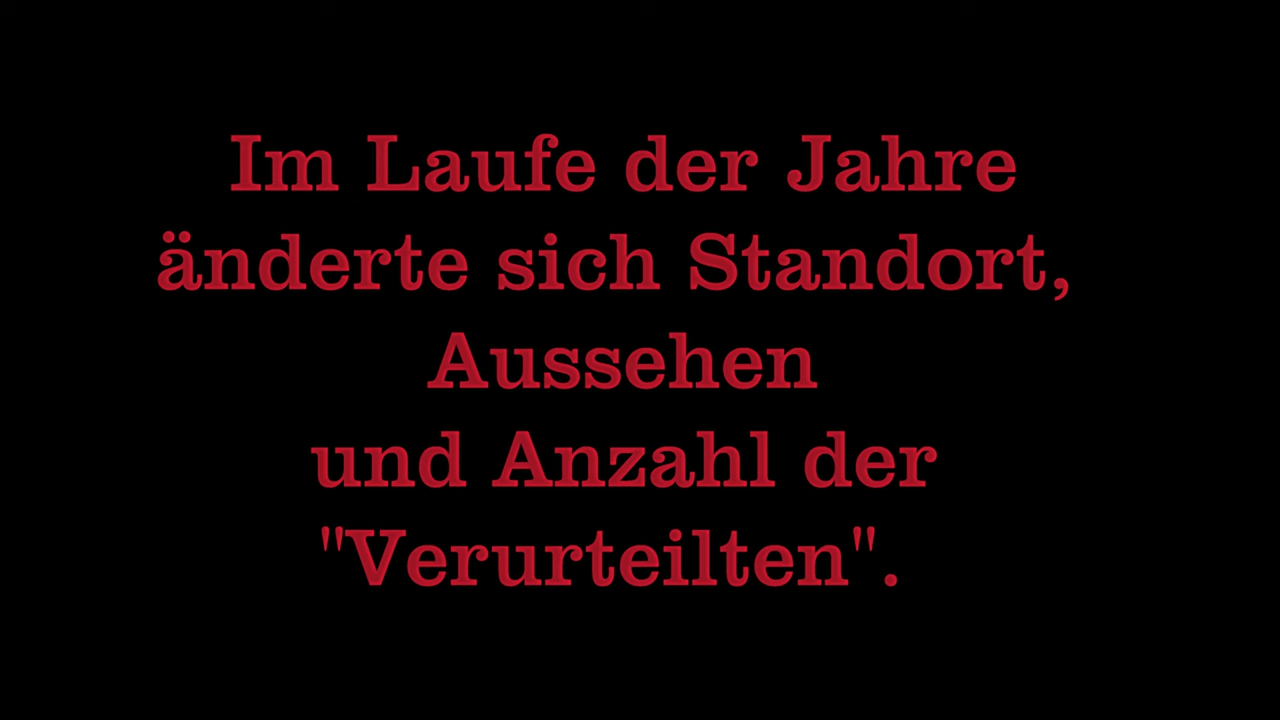 Im Laufe der Jahre
änderte sich Standort,
Aussehen
und Anzahl der
"Verurteilten".